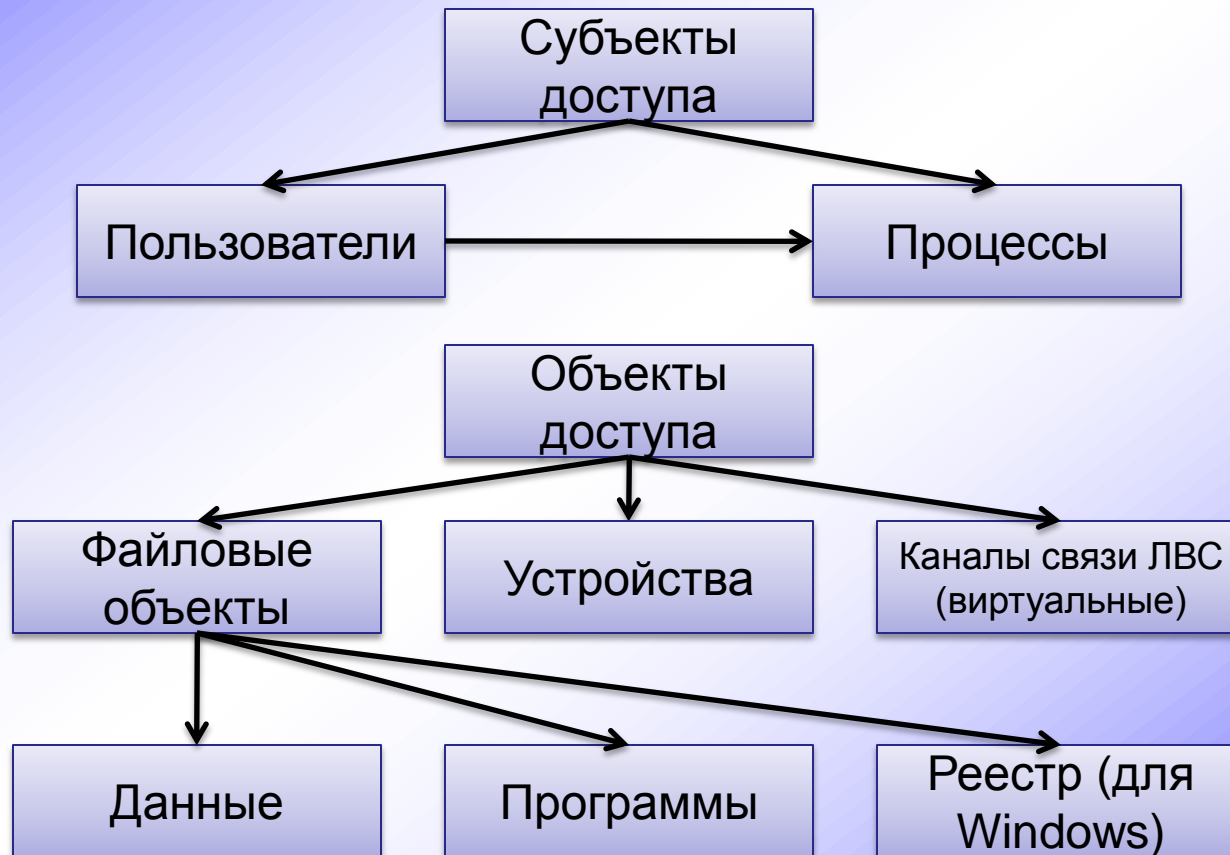 Субъекты
доступа
Пользователи
Процессы
Объекты
доступа
Файловые
объекты
Устройства
Каналы связи ЛВС
(виртуальные)
Данные
Программы
Реестр (для
Windows)